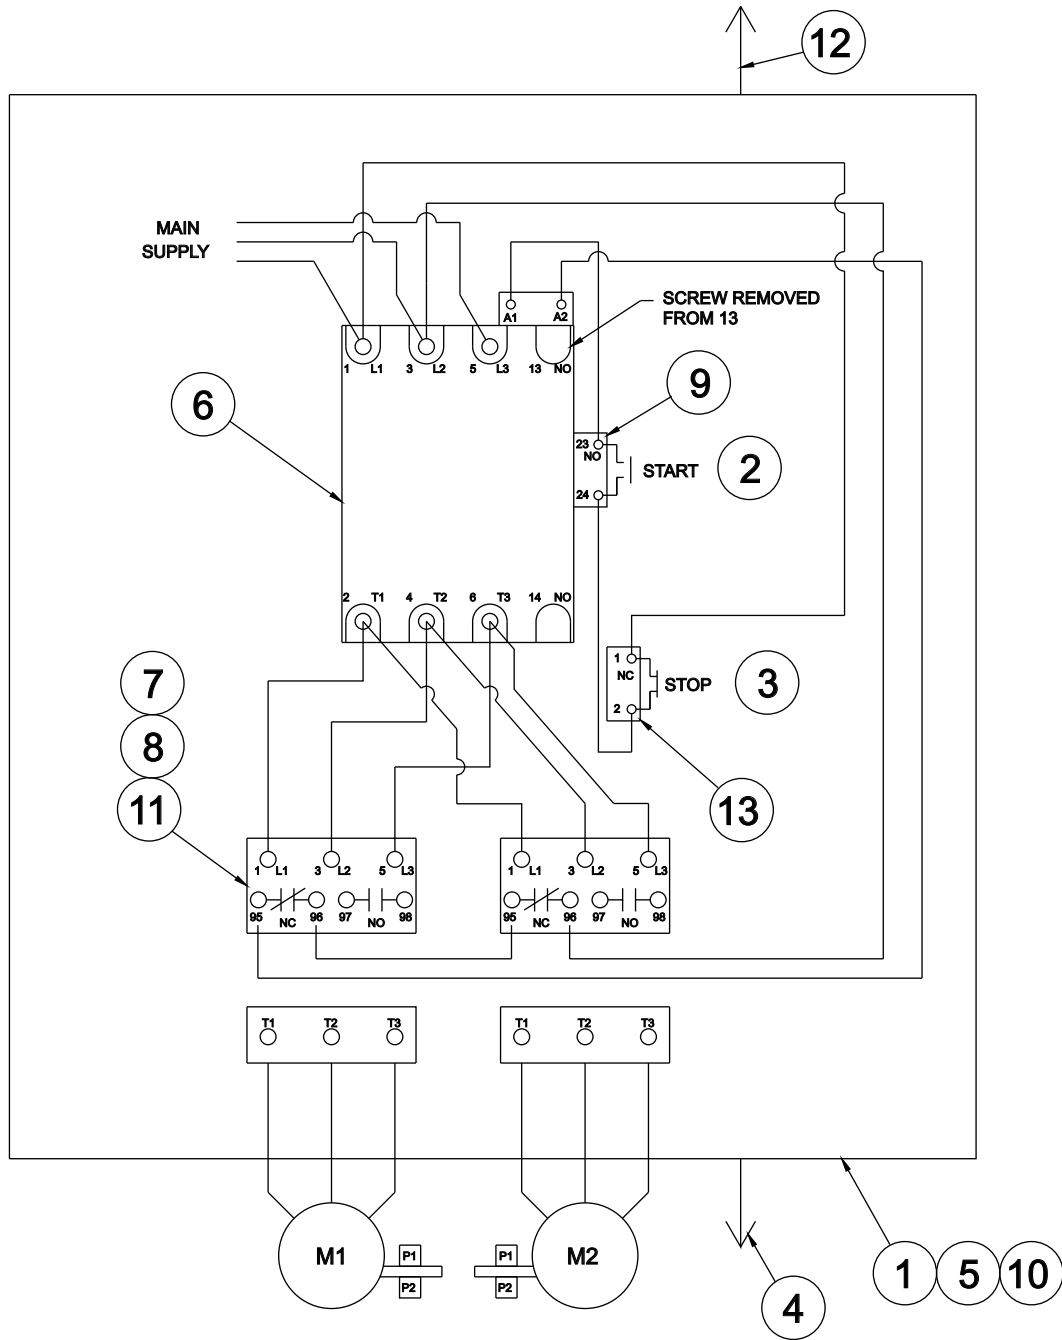 12
MAIN
SUPPLY
SCREW REMOVED
FROM 13
A1 A2
1 L1 3 L2 5 L3 13 NO
6
9
23
NO
24
START
2
2 T1 4 T2 6 T3 14 NO
1
NC
2
STOP
3
7
8
11
13
1 L1 3 L2 5 L3
95 NC 96 97 NO 98
1 L1 3 L2 5 L3
95 NC 96 97 NO 98
T1 T2 T3
T1 T2 T3
M1
P1
P2
P1
P2
M2
1 5 10
4